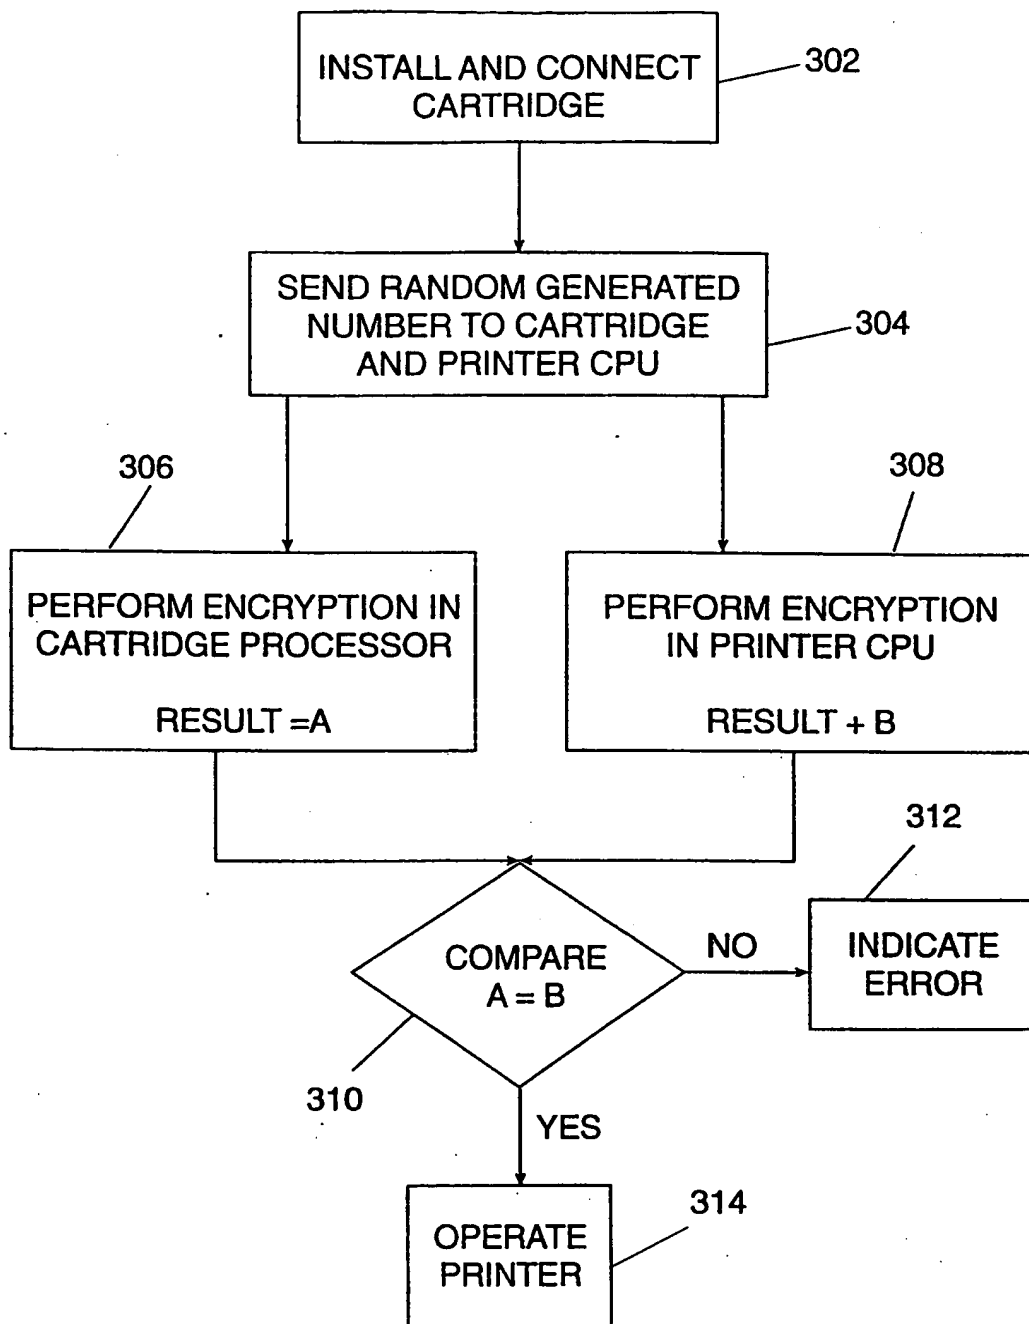 INSTALL AND CONNECT
CARTRIDGE
302
SEND RANDOM GENERATED
NUMBER TO CARTRIDGE
AND PRINTER CPU
304
306
308
PERFORM ENCRYPTION IN
CARTRIDGE PROCESSOR
RESULT =A
PERFORM ENCRYPTION
IN PRINTER CPU
RESULT + B
312
COMPARE
A = B
NO
INDICATE
ERROR
310
YES
314
OPERATE
PRINTER